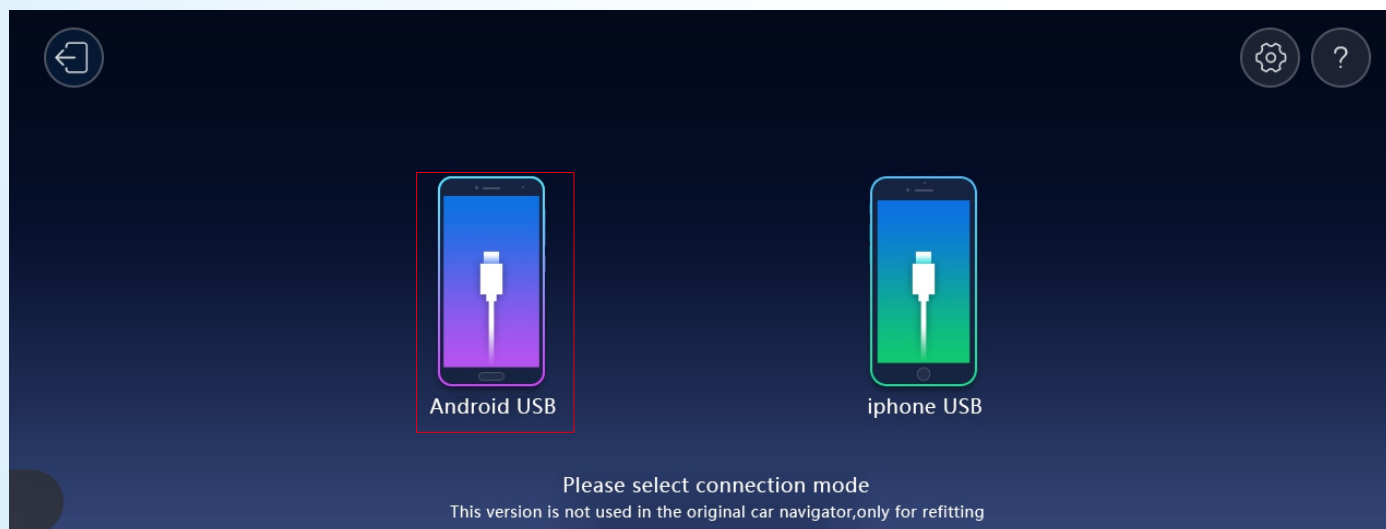 ?
Android USB
iphone USB
Please select connection mode
This version is not used in the original car navigator,only for refitting